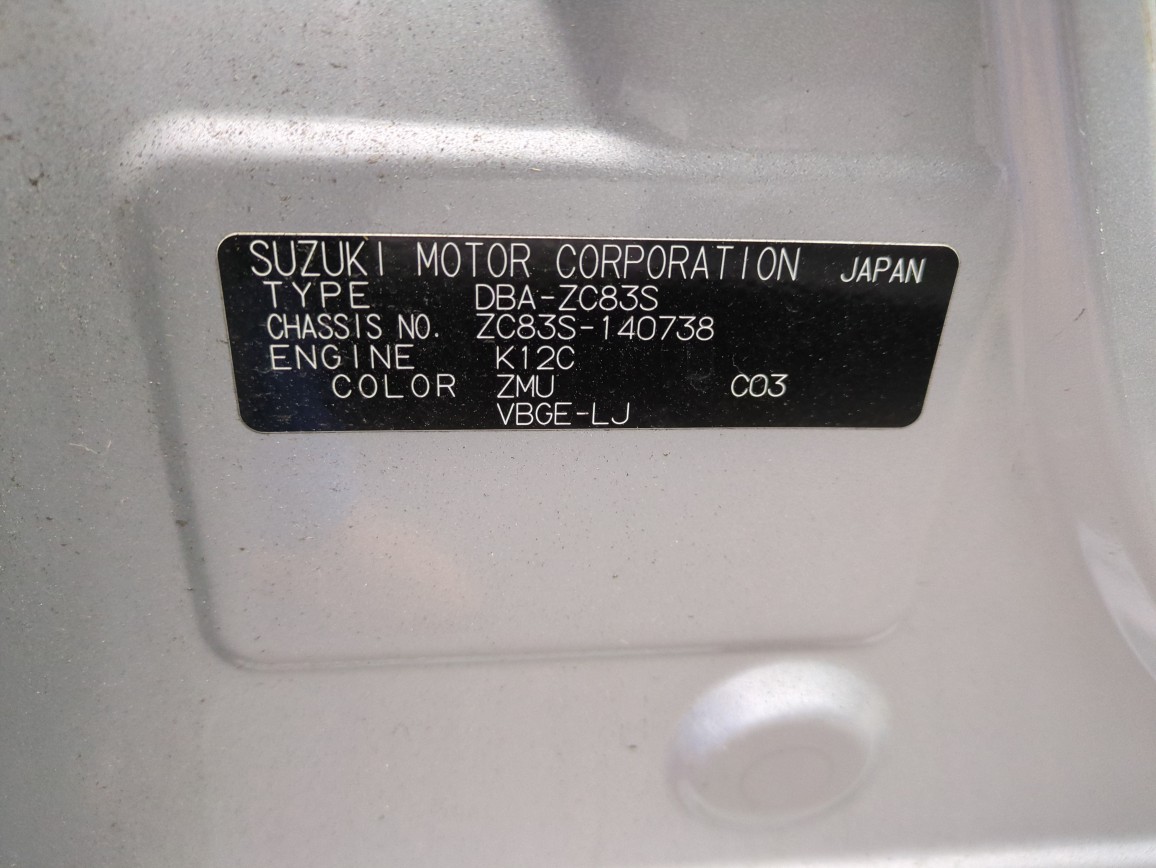 SUZUKI MOTOR CORPORATION JAPAN
TYPE DBA-ZC83S
CHASSIS NO. ZC83S-140738
ENGINE K12C
COLOR ZMU C03
VBGE-LJ